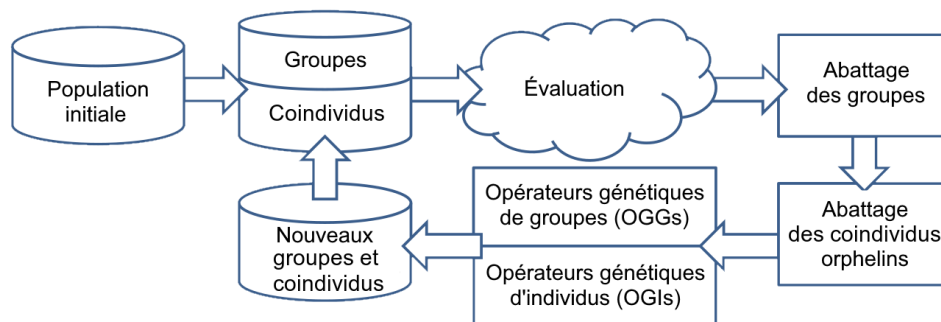 Population
initiale
Groupes
Coindividus
Évaluation
Abattage
des groupes
Abattage
des coindividus
orphelins
Opérateurs génétiques
de groupes (OGGs)
Opérateurs génétiques
d'individus (OGIs)
Nouveaux
groupes et
coindividus